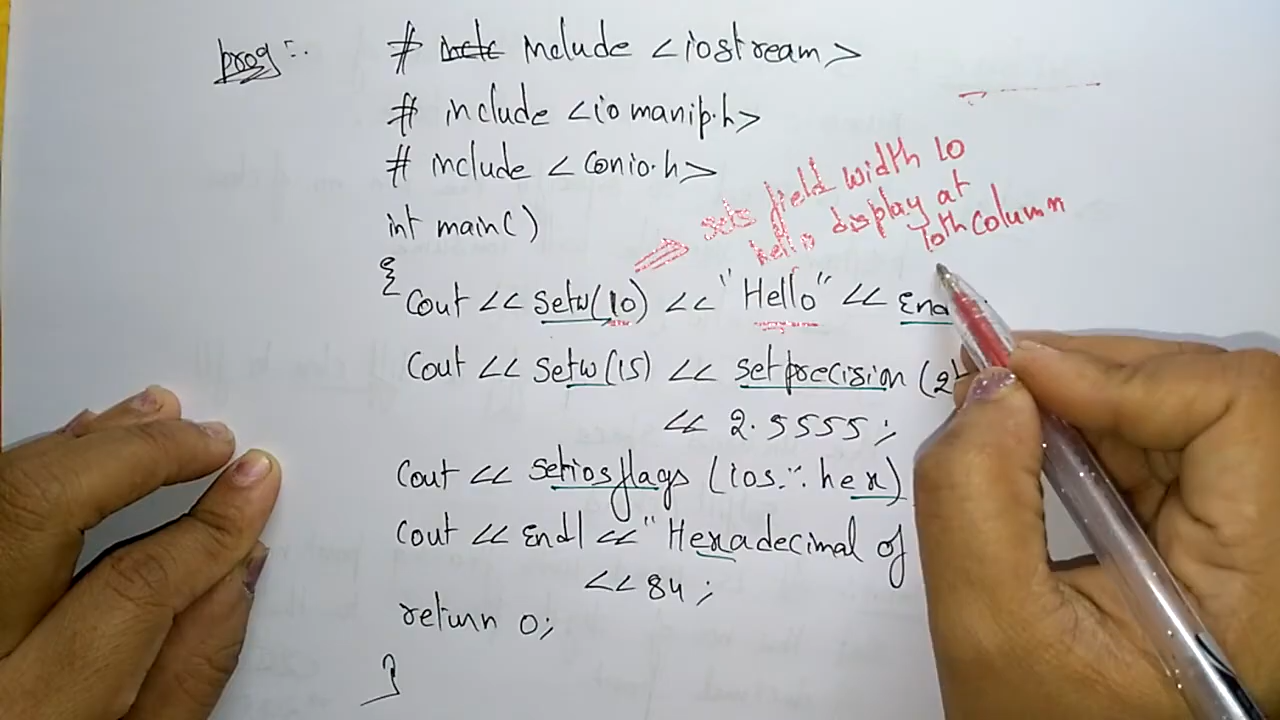 prog :-. # include <iostream>
# include <iomanip.h>
# include <conio.h>
int main()
sets field width 10
hello display at
10th column
{ Cout << setw(10) << "Hello" << End
Cout << setw(15) << setprecision (2
<< 2.5555;
Cout << setiosflags (ios:: hex)
Cout << Endl << "Hexadecimal of
<< 84;
return 0;
}